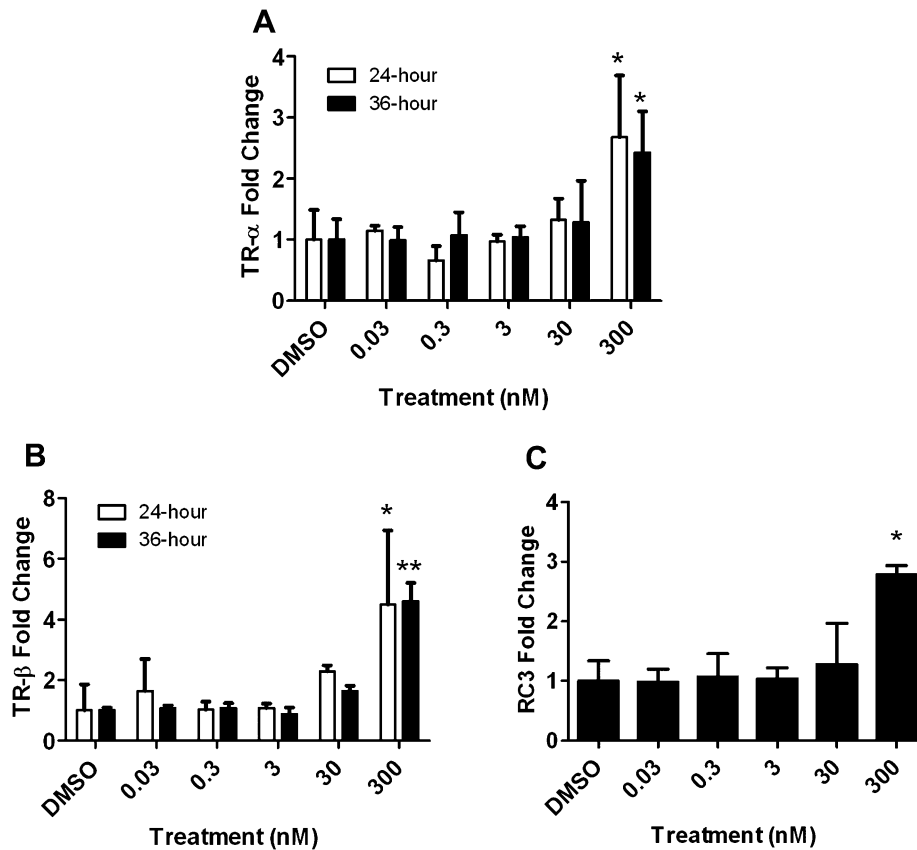 A
TR-α Fold Change
4
3
2
1
0
24-hour
36-hour
*
*
DMSO
0.03
0.3
3
30
300
Treatment (nM)
B
TR-β Fold Change
8
6
4
2
0
24-hour
36-hour
*
**
DMSO
0.03
0.3
3
30
300
Treatment (nM)
C
RC3 Fold Change
4
3
2
1
0
*
DMSO
0.03
0.3
3
30
300
Treatment (nM)